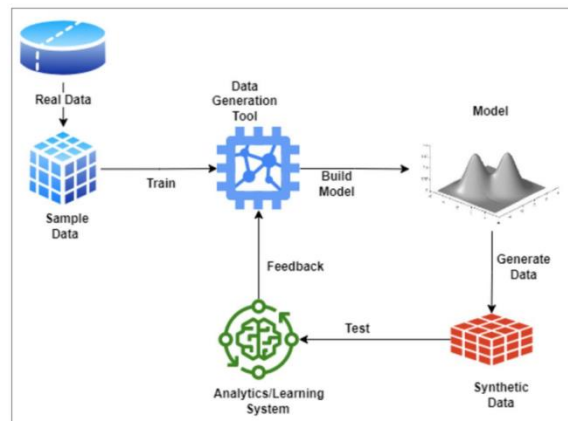 Real Data
Sample
Data
Train
Data
Generation
Tool
Build
Model
Model
Generate
Data
Synthetic
Data
Test
Analytics/Learning
System
Feedback